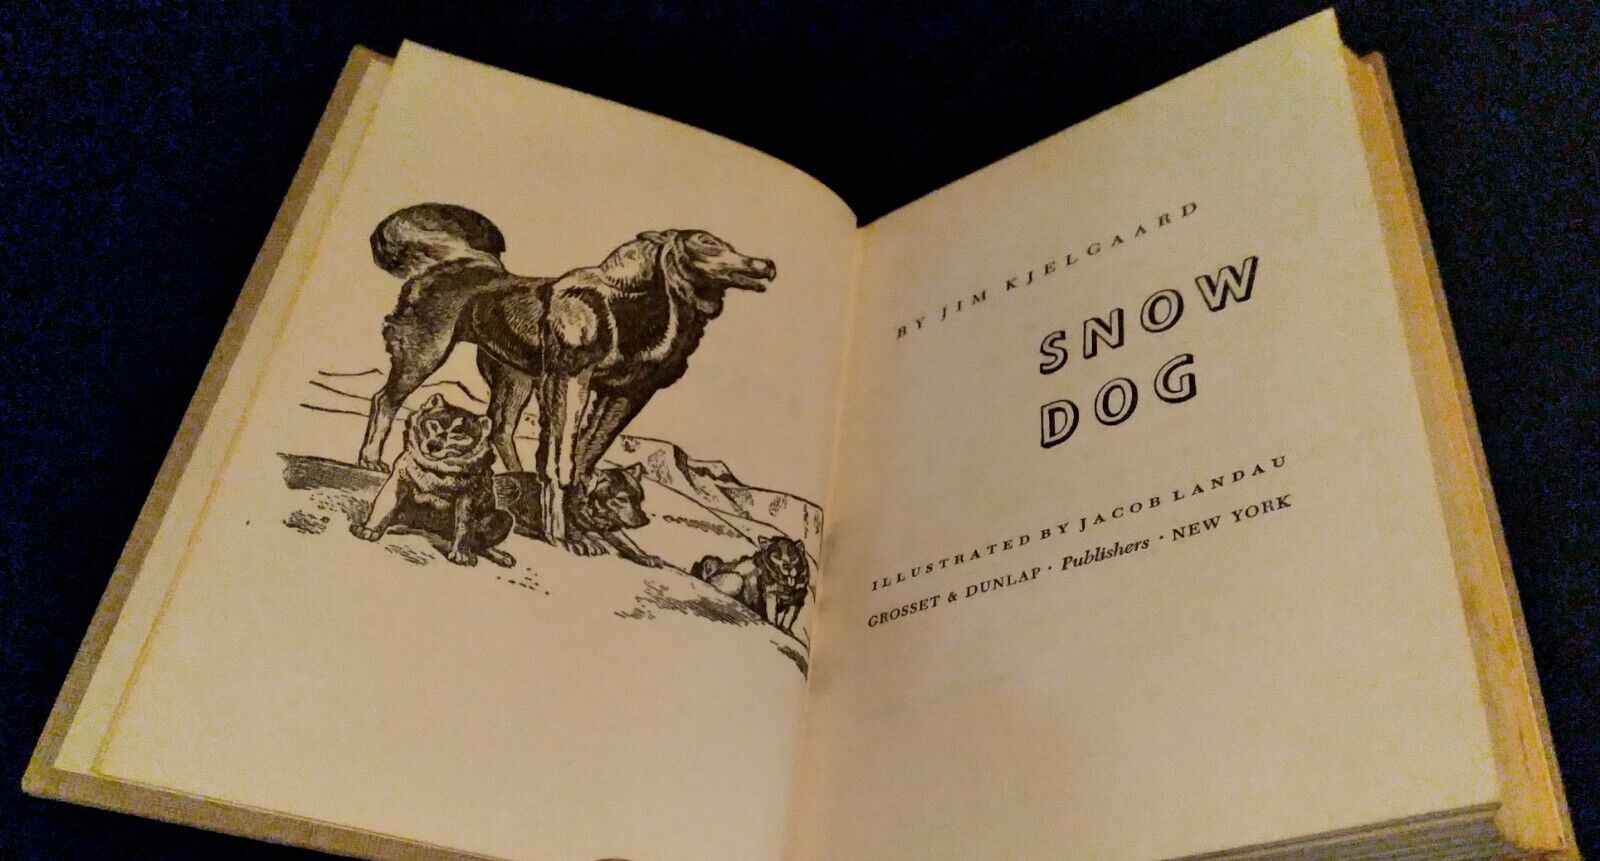 BY JIM KJELGAARD
SNOW
DOG
ILLUSTRATED BY JACOB LANDAU
GROSSET & DUNLAP · Publishers · NEW YORK